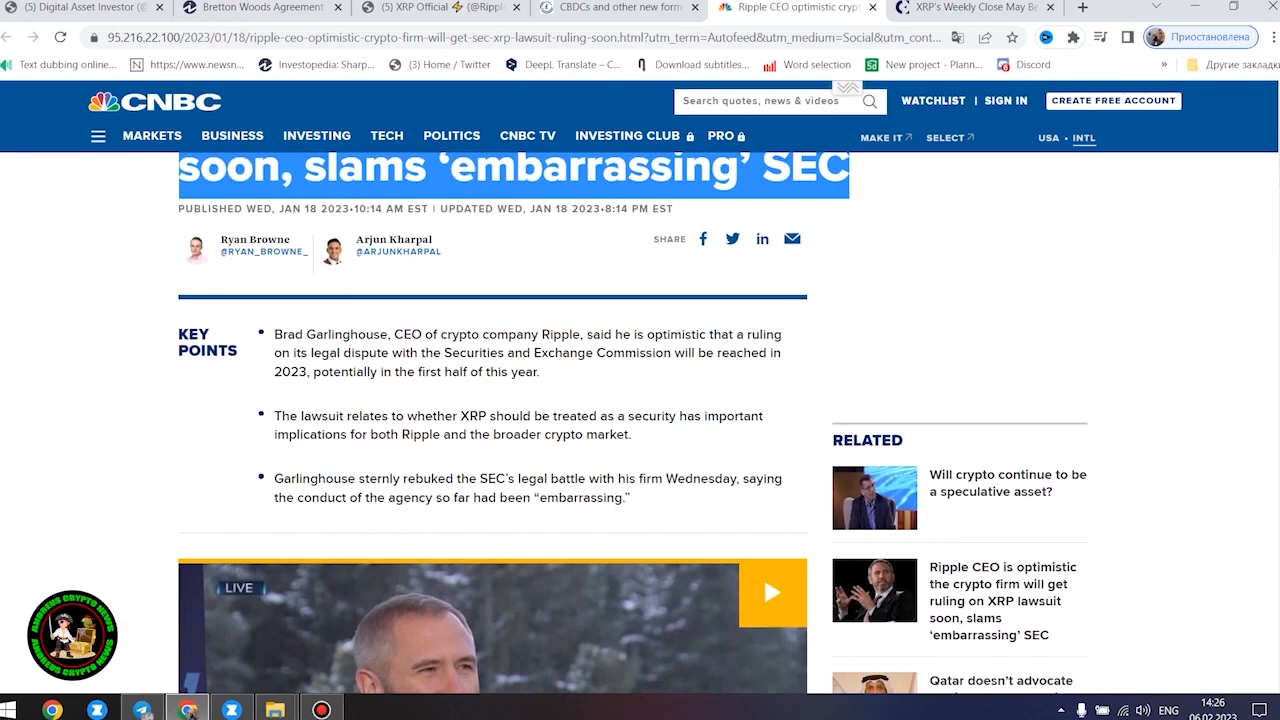 Digital Asset Investor (@
Bretton Woods Agreement
(5) XRP Official ⚡ (@Rippl
CBDCs and other new form
Ripple CEO optimistic crypt
XRP's Weekly Close May Be
95.216.22.100/2023/01/18/ripple-ceo-optimistic-crypto-firm-will-get-sec-xrp-lawsuit-ruling-soon.html?utm_term=Autofeed&utm_medium=Social&utm_cont...
Приостановлена
Text dubbing online...
https://www.newsn...
Investopedia: Sharp...
(3) Home / Twitter
DeepL Translate – C...
Download subtitles...
Word selection
New project - Plann...
Discord
»
Другие закладки
CNBC
Search quotes, news & videos
WATCHLIST | SIGN IN
CREATE FREE ACCOUNT
MARKETS BUSINESS INVESTING TECH POLITICS CNBC TV INVESTING CLUB PRO
MAKE IT SELECT
USA • INTL
soon, slams ‘embarrassing’ SEC
PUBLISHED WED, JAN 18 2023•10:14 AM EST | UPDATED WED, JAN 18 2023•8:14 PM EST
Ryan Browne
@RYAN_BROWNE_
Arjun Kharpal
@ARJUNKHARPAL
SHARE
KEY
POINTS
• Brad Garlinghouse, CEO of crypto company Ripple, said he is optimistic that a ruling
on its legal dispute with the Securities and Exchange Commission will be reached in
2023, potentially in the first half of this year.
• The lawsuit relates to whether XRP should be treated as a security has important
implications for both Ripple and the broader crypto market.
• Garlinghouse sternly rebuked the SEC’s legal battle with his firm Wednesday, saying
the conduct of the agency so far had been “embarrassing.”
LIVE
RELATED
Will crypto continue to be
a speculative asset?
Ripple CEO is optimistic
the crypto firm will get
ruling on XRP lawsuit
soon, slams
‘embarrassing’ SEC
Qatar doesn’t advocate
ANDREUS CRYPTO NEWS
ANDREUS CRYPTO NEWS
ENG
14:26
06.02.2023